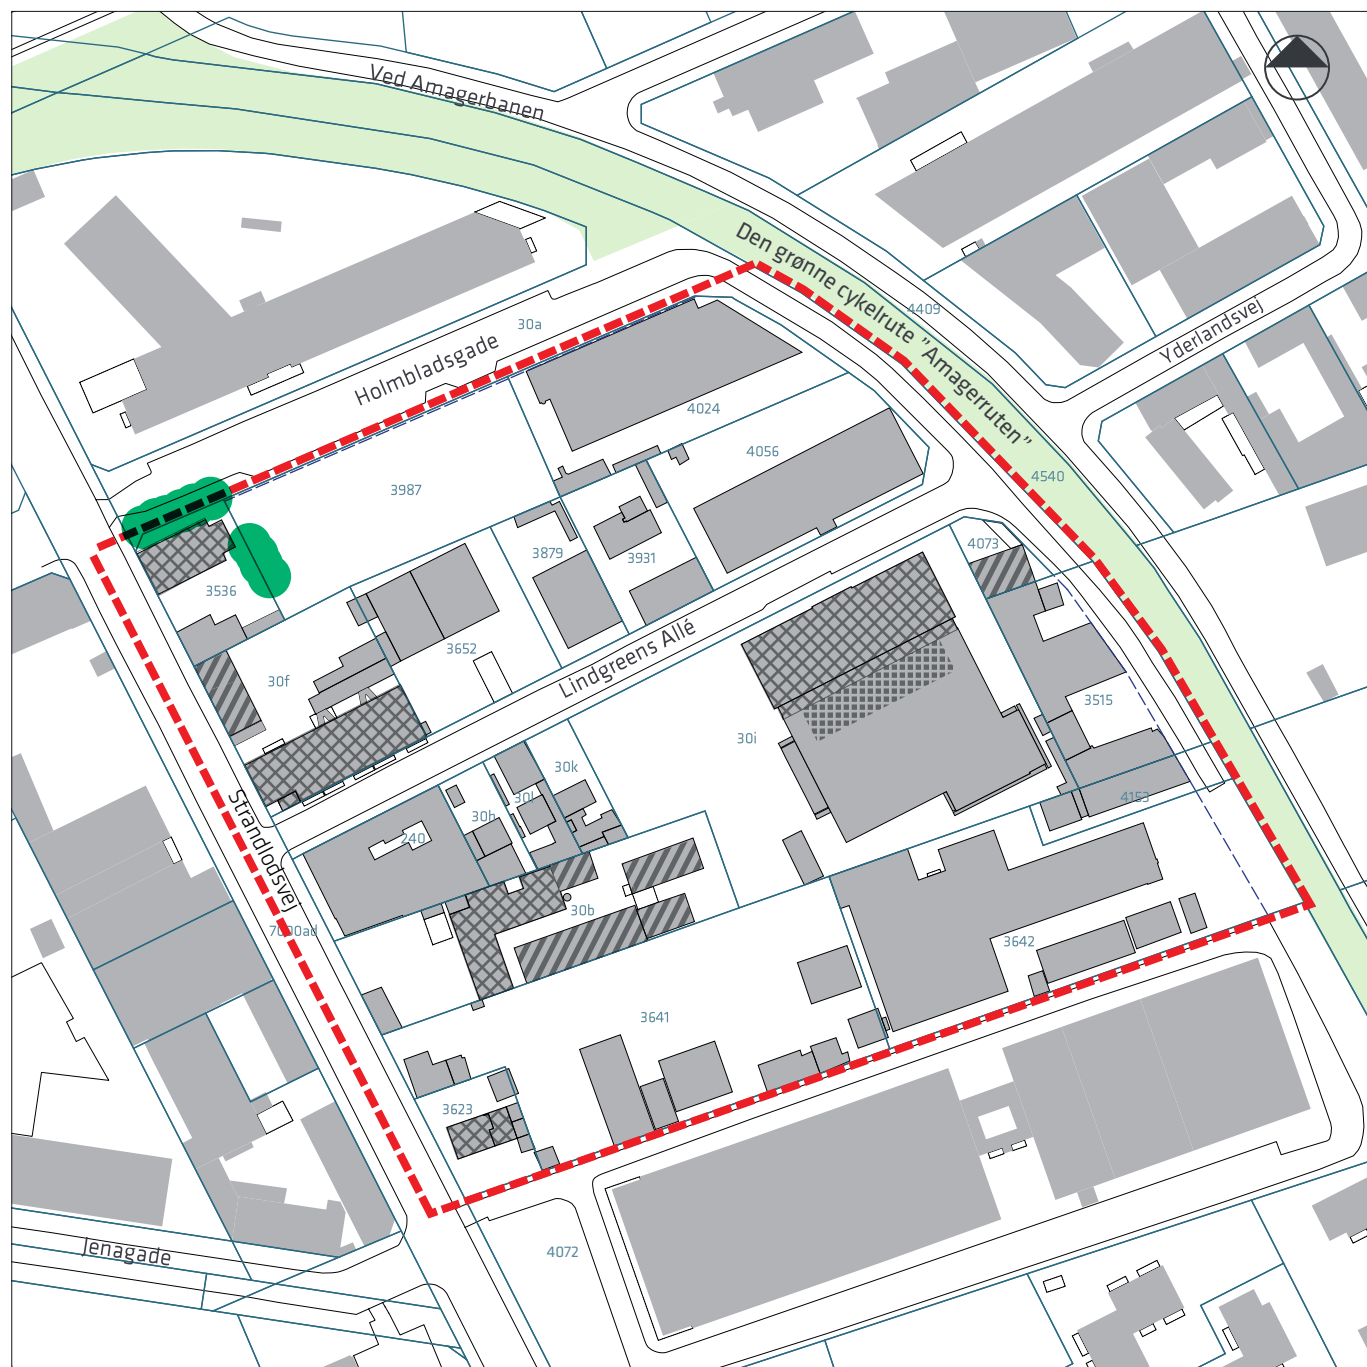 Ved Amagerbanen
Den grønne cykelrute "Amagerruten"
4409
Yderlandsvej
30a
Holmbladsgade
4024
4056
3987
4540
3879
3931
4073
3536
3652
30f
Lindgreens Allé
3515
30i
30k
30l
30h
4153
240
Strandlodsvej
30b
7000ad
3642
3641
3623
Jenagade
4072